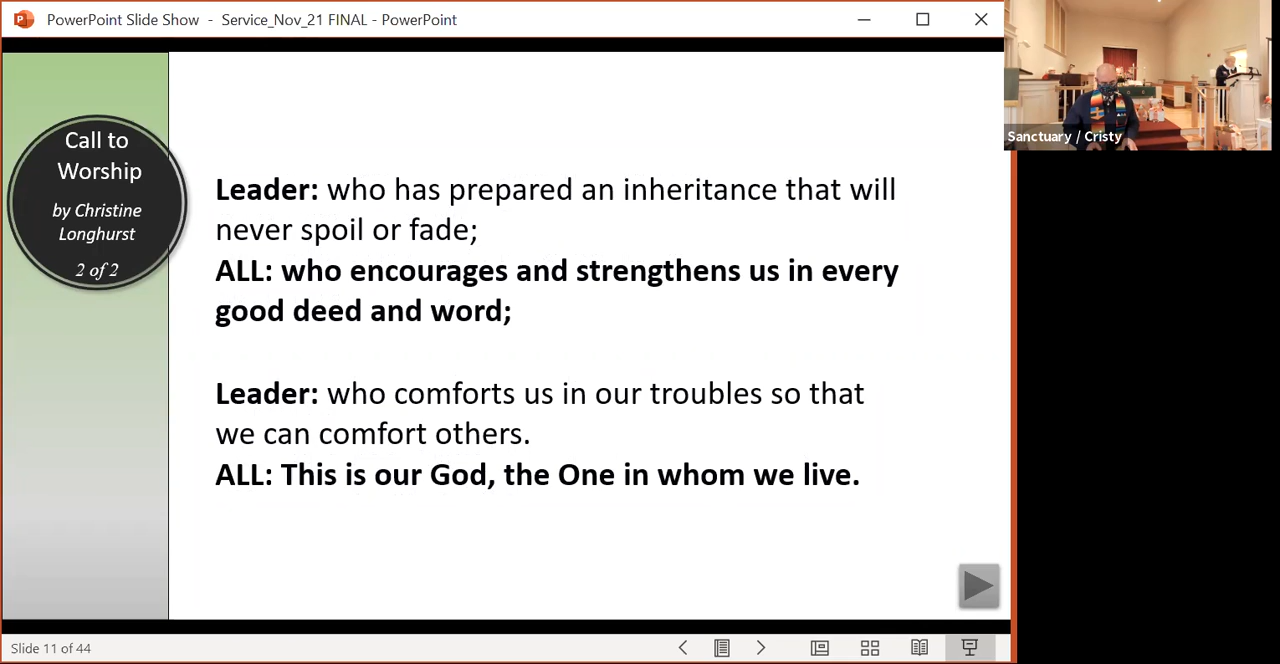 PowerPoint Slide Show - Service_Nov_21 FINAL - PowerPoint
Sanctuary / Cristy
Call to
Worship
by Christine
Longhurst
2 of 2
Leader: who has prepared an inheritance that will
never spoil or fade;
ALL: who encourages and strengthens us in every
good deed and word;
Leader: who comforts us in our troubles so that
we can comfort others.
ALL: This is our God, the One in whom we live.
Slide 11 of 44